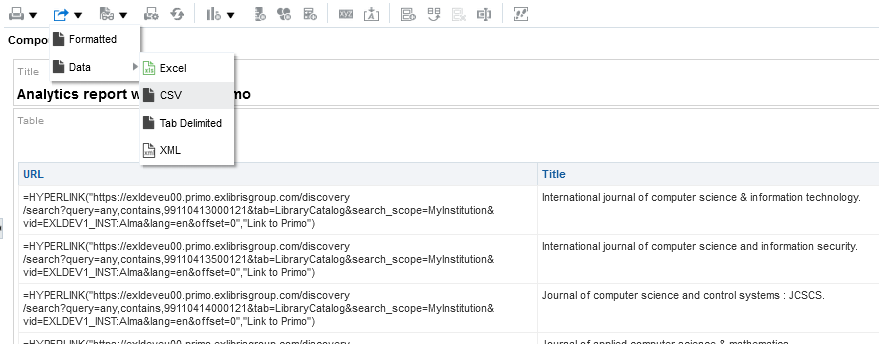 Formatted
Compo
Data
Excel
CSV
Tab Delimited
XML
Title
Analytics report w mo
Table
URL Title
=HYPERLINK("https://exldeveu00.primo.exlibrisgroup.com/discovery
/search?query=any,contains,99110413000121&tab=LibraryCatalog&search_scope=MyInstitution&
vid=EXLDEV1_INST:Alma&lang=en&offset=0","Link to Primo")
International journal of computer science & information technology.
=HYPERLINK("https://exldeveu00.primo.exlibrisgroup.com/discovery
/search?query=any,contains,99110413500121&tab=LibraryCatalog&search_scope=MyInstitution&
vid=EXLDEV1_INST:Alma&lang=en&offset=0","Link to Primo")
International journal of computer science and information security.
=HYPERLINK("https://exldeveu00.primo.exlibrisgroup.com/discovery
/search?query=any,contains,99110414000121&tab=LibraryCatalog&search_scope=MyInstitution&
vid=EXLDEV1_INST:Alma&lang=en&offset=0","Link to Primo")
Journal of computer science and control systems : JCSCS.
=HYPERLINK("https://exldeveu00.primo.exlibrisgroup.com/discovery
Journal of applied computer science & mathematics.